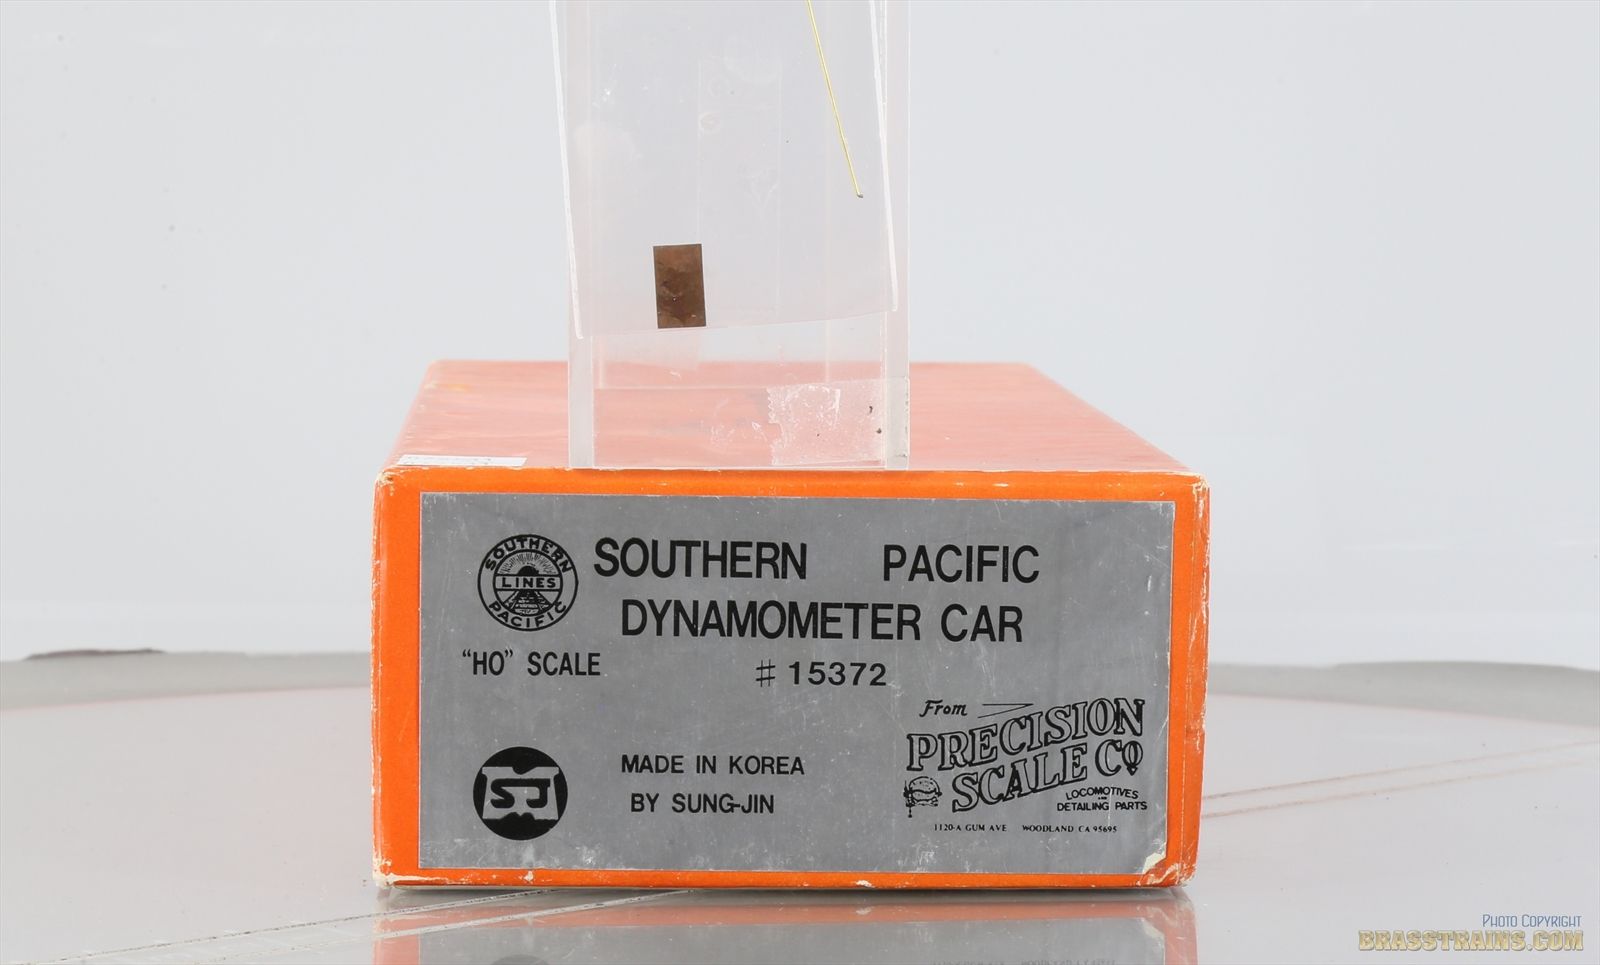 SOUTHERN PACIFIC
DYNAMOMETER CAR
SOUTHERN
LINES
PACIFIC
"HO" SCALE
# 15372
From
PRECISION
SCALE CO
LOCOMOTIVES
DETAILING PARTS
1120-A GUM AVE WOODLAND CA 95695
MADE IN KOREA
BY SUNG-JIN
SJ
PHOTO COPYRIGHT
BRASSTRAINS.COM